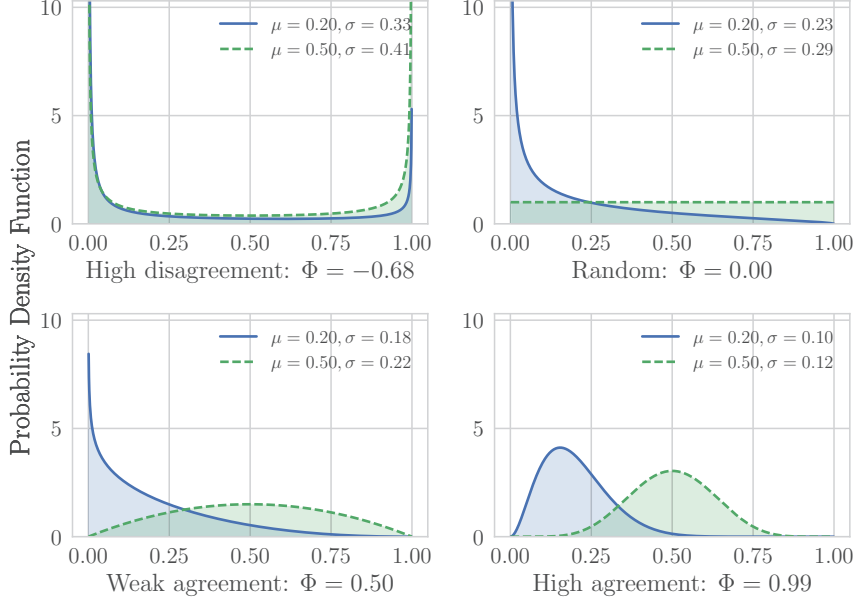 Probability Density Function
10
5
0
μ = 0.20, σ = 0.33
μ = 0.50, σ = 0.41
0.00 0.25 0.50 0.75 1.00
High disagreement: Φ = −0.68
10
5
0
μ = 0.20, σ = 0.23
μ = 0.50, σ = 0.29
0.00 0.25 0.50 0.75 1.00
Random: Φ = 0.00
10
5
0
μ = 0.20, σ = 0.18
μ = 0.50, σ = 0.22
0.00 0.25 0.50 0.75 1.00
Weak agreement: Φ = 0.50
10
5
0
μ = 0.20, σ = 0.10
μ = 0.50, σ = 0.12
0.00 0.25 0.50 0.75 1.00
High agreement: Φ = 0.99